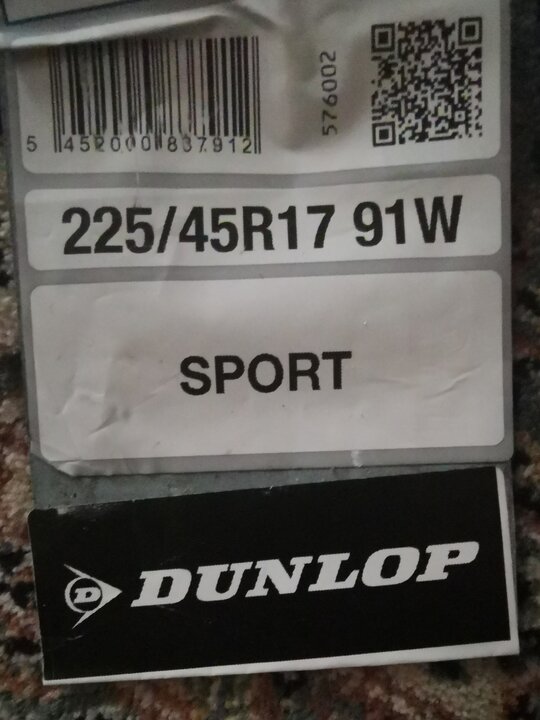 5 452000 837912
576002
225/45R17 91W
SPORT
D DUNLOP